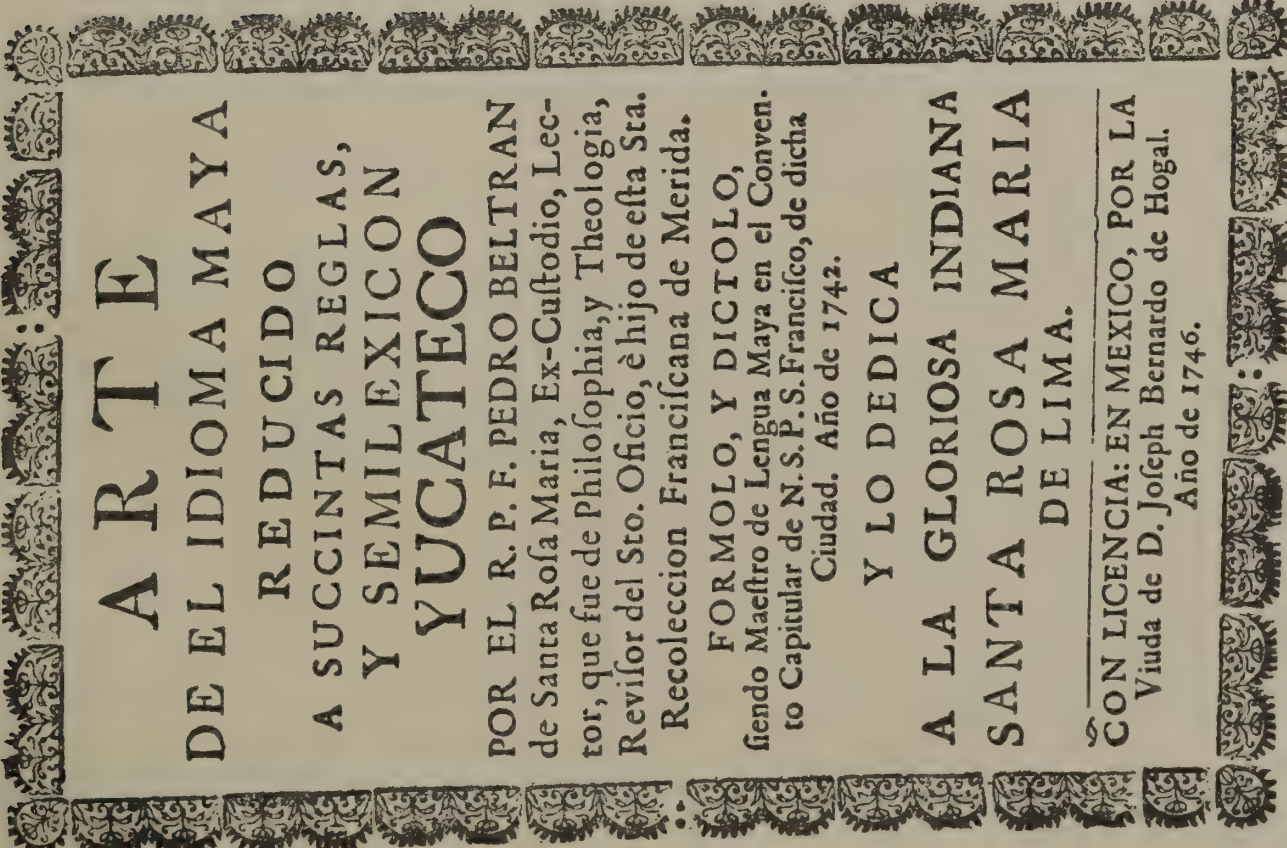 ARTE
DE EL IDIOMA MAYA
REDUCIDO
A SUCCINTAS REGLAS,
Y SEMILEXICON
YUCATECO
POR EL R. P. F. PEDRO BELTRAN
de Santa Roſa Maria, Ex-Cuſtodio, Lec-
tor, que fue de Philoſophia, y Theologia,
Reviſor del Sto. Oficio, è hijo de eſta Sta.
Recoleccion Franciſcana de Merida.
FORMOLO, Y DICTOLO,
ſiendo Maeſtro de Lengua Maya en el Conven-
to Capitular de N. S. P. S. Franciſco, de dicha
Ciudad. Año de 1742.
Y LO DEDICA
A LA GLORIOSA INDIANA
SANTA ROSA MARIA
DE LIMA.
CON LICENCIA: EN MEXICO, POR LA
Viuda de D. Joſeph Bernardo de Hogal.
Año de 1746.